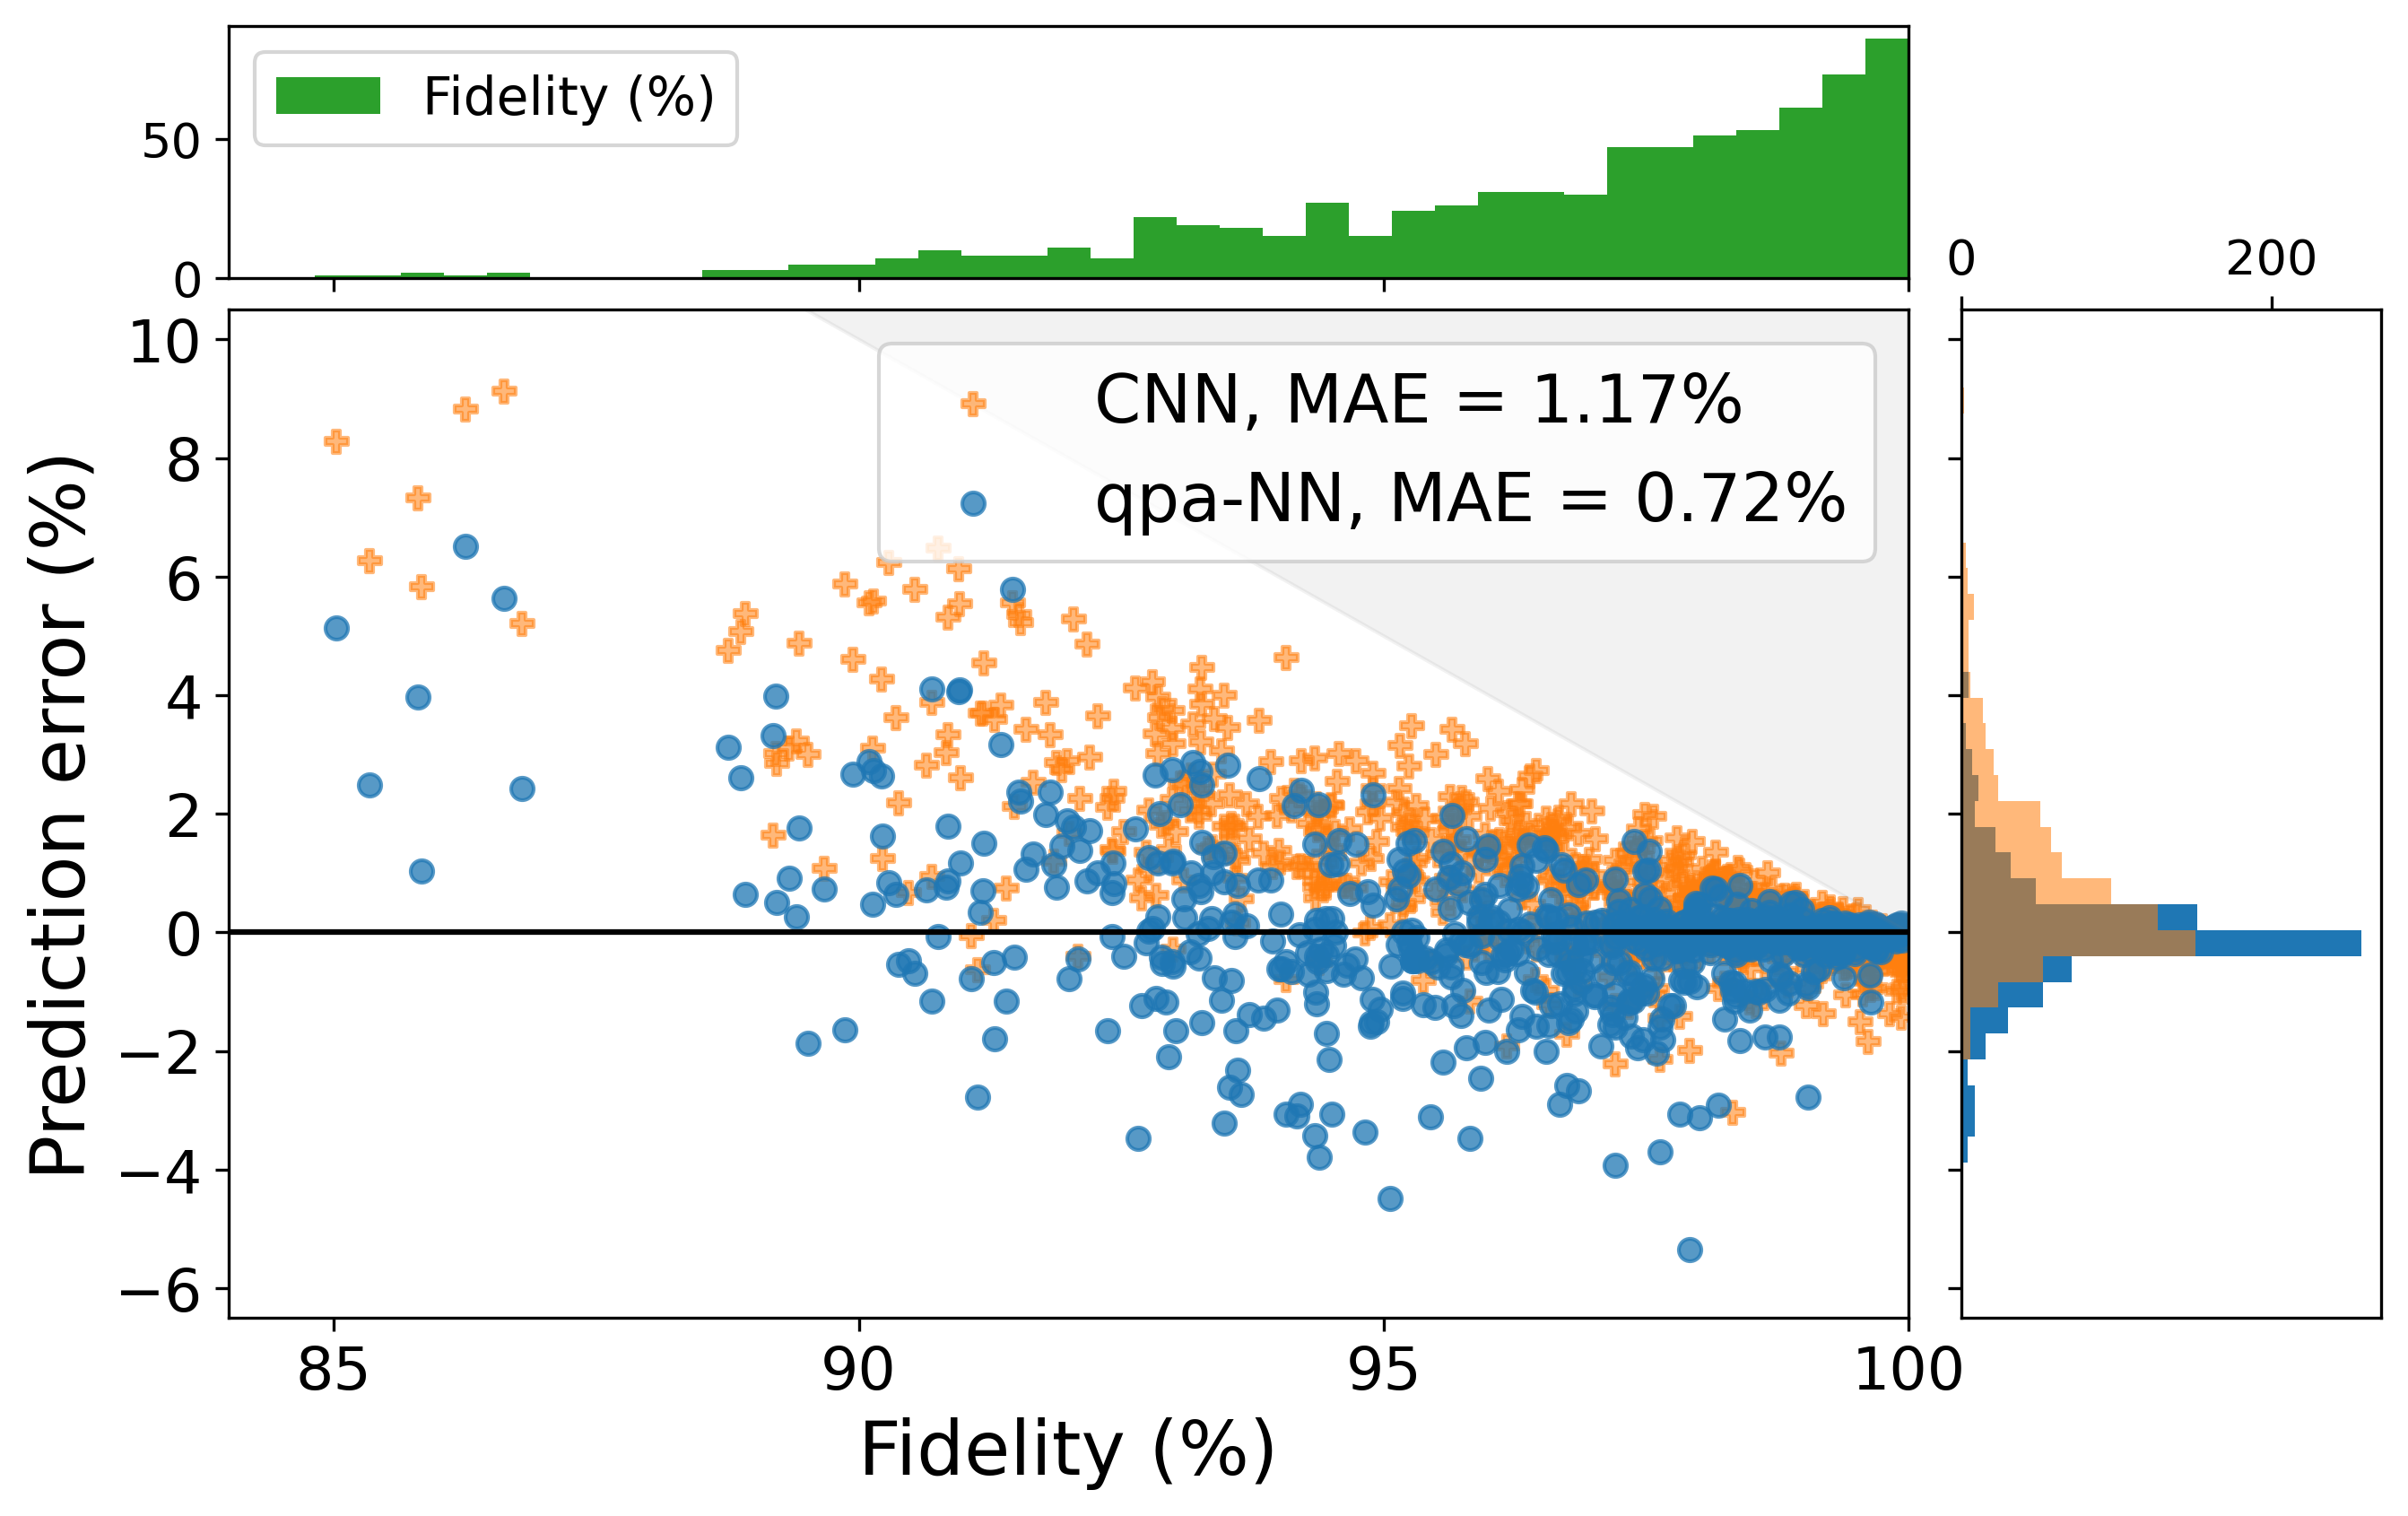 Fidelity (%)
50
0
0 200
10
8
6
4
2
0
−2
−4
−6
CNN, MAE = 1.17%
qpa-NN, MAE = 0.72%
Prediction error (%)
85 90 95 100
Fidelity (%)